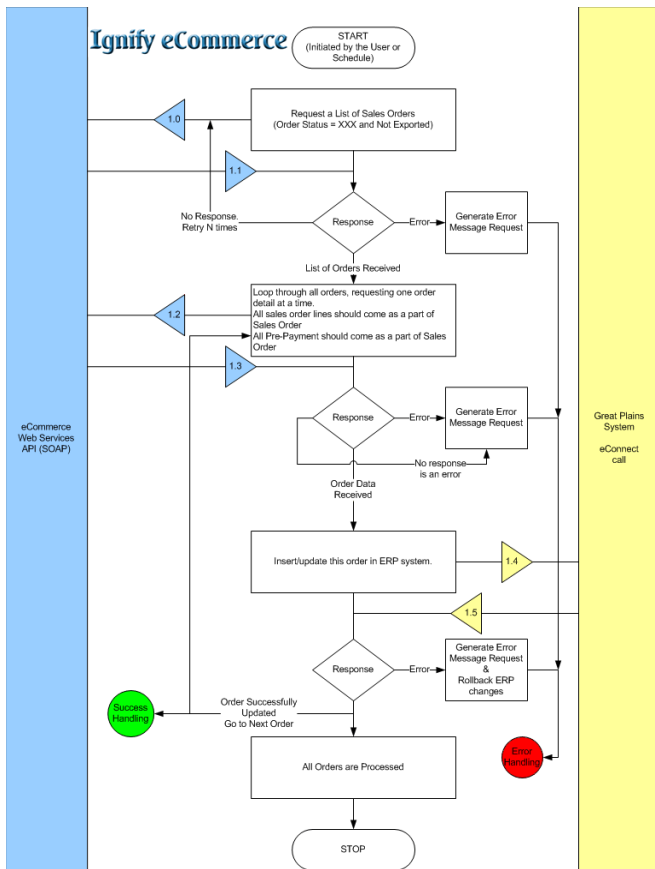 Ignify eCommerce
START
(Initiated by the User or
Schedule)
Request a List of Sales Orders
(Order Status = XXX and Not Exported)
1.0
1.1
No Response.
Retry N times
Response
Error
Generate Error
Message Request
List of Orders Received
Loop through all orders, requesting one order
detail at a time.
All sales order lines should come as a part of
Sales Order
All Pre-Payment should come as a part of Sales
Order
1.2
1.3
eCommerce
Web Services
API (SOAP)
Response
Error
Generate Error
Message Request
Great Plains
System
eConnect
call
No response
is an error
Order Data
Received
Insert/update this order in ERP system.
1.4
1.5
Response
Error
Generate Error
Message Request
&
Rollback ERP
changes
Order Successfully
Updated
Go to Next Order
Success
Handling
All Orders are Processed
Error
Handling
STOP